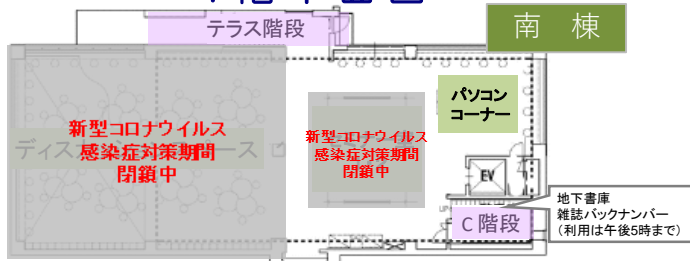 南 棟
テラス階段
パソコン
コーナー
新型コロナウイルス
感染症対策期間
閉鎖中
新型コロナウイルス
感染症対策期間
閉鎖中
EV
C 階段
地下書庫
雑誌バックナンバー
(利用は午後5時まで)